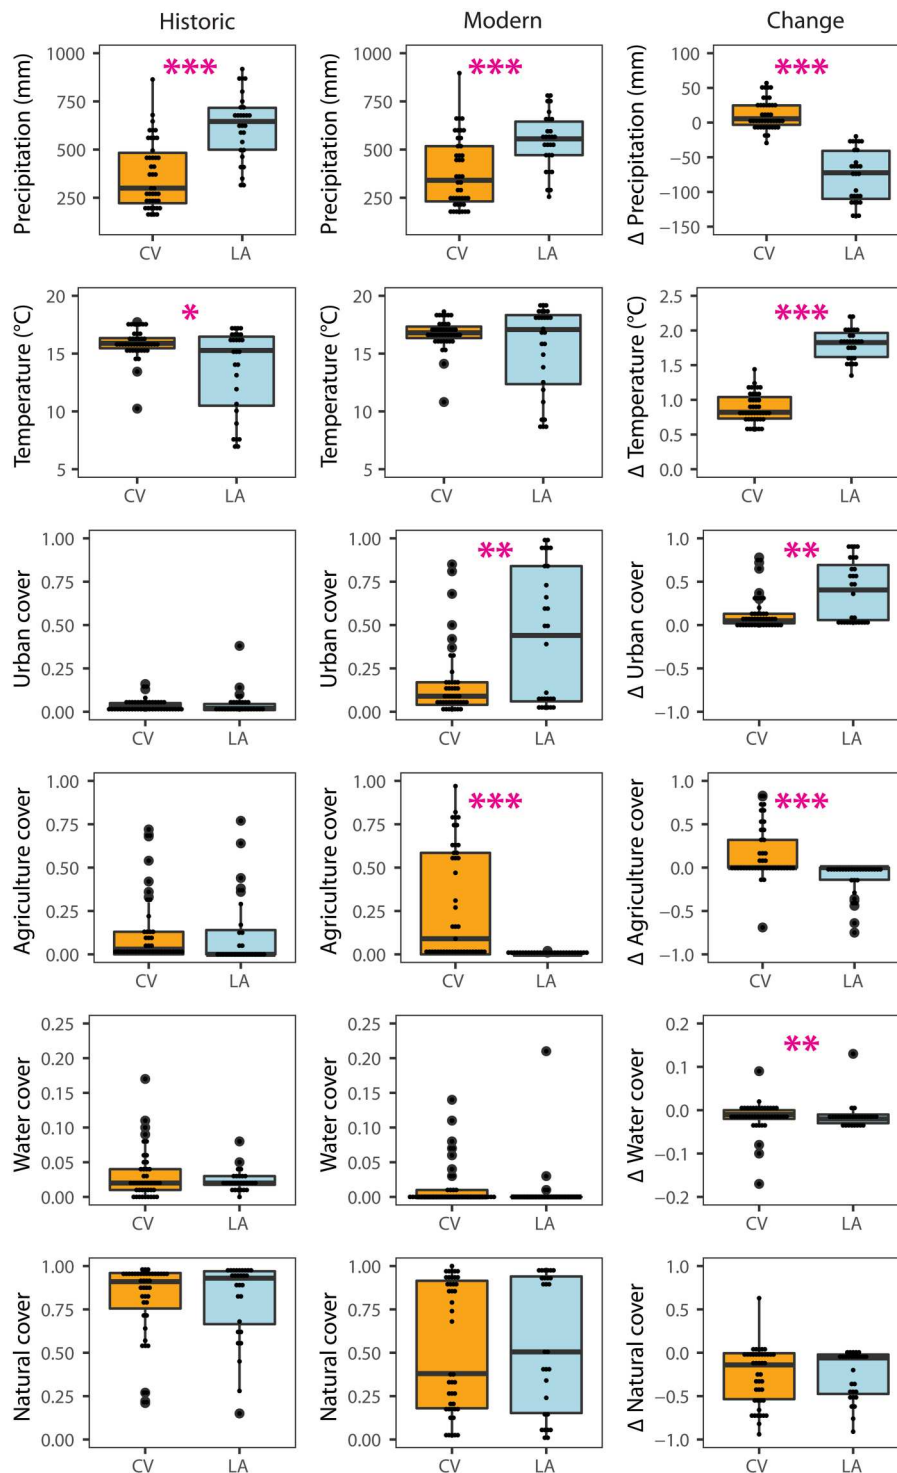 Historic Modern Change
Precipitation (mm) 1000 750 500 250 *** CV LA
Precipitation (mm) 1000 750 500 250 *** CV LA
Δ Precipitation (mm) 100 50 0 −50 −100 −150 *** CV LA
Temperature (°C) 20 15 10 5 * CV LA
Temperature (°C) 20 15 10 5 CV LA
Δ Temperature (°C) 2.5 2.0 1.5 1.0 0.5 0.0 *** CV LA
Urban cover 1.00 0.75 0.50 0.25 0.00 CV LA
Urban cover 1.00 0.75 0.50 0.25 0.00 ** CV LA
Δ Urban cover 1.0 0.5 0.0 −0.5 −1.0 ** CV LA
Agriculture cover 1.00 0.75 0.50 0.25 0.00 CV LA
Agriculture cover 1.00 0.75 0.50 0.25 0.00 *** CV LA
Δ Agriculture cover 1.0 0.5 0.0 −0.5 −1.0 *** CV LA
Water cover 0.25 0.20 0.15 0.10 0.05 0.00 CV LA
Water cover 0.25 0.20 0.15 0.10 0.05 0.00 CV LA
Δ Water cover 0.2 0.1 0.0 −0.1 −0.2 ** CV LA
Natural cover 1.00 0.75 0.50 0.25 0.00 CV LA
Natural cover 1.00 0.75 0.50 0.25 0.00 CV LA
Δ Natural cover 1.0 0.5 0.0 −0.5 −1.0 CV LA